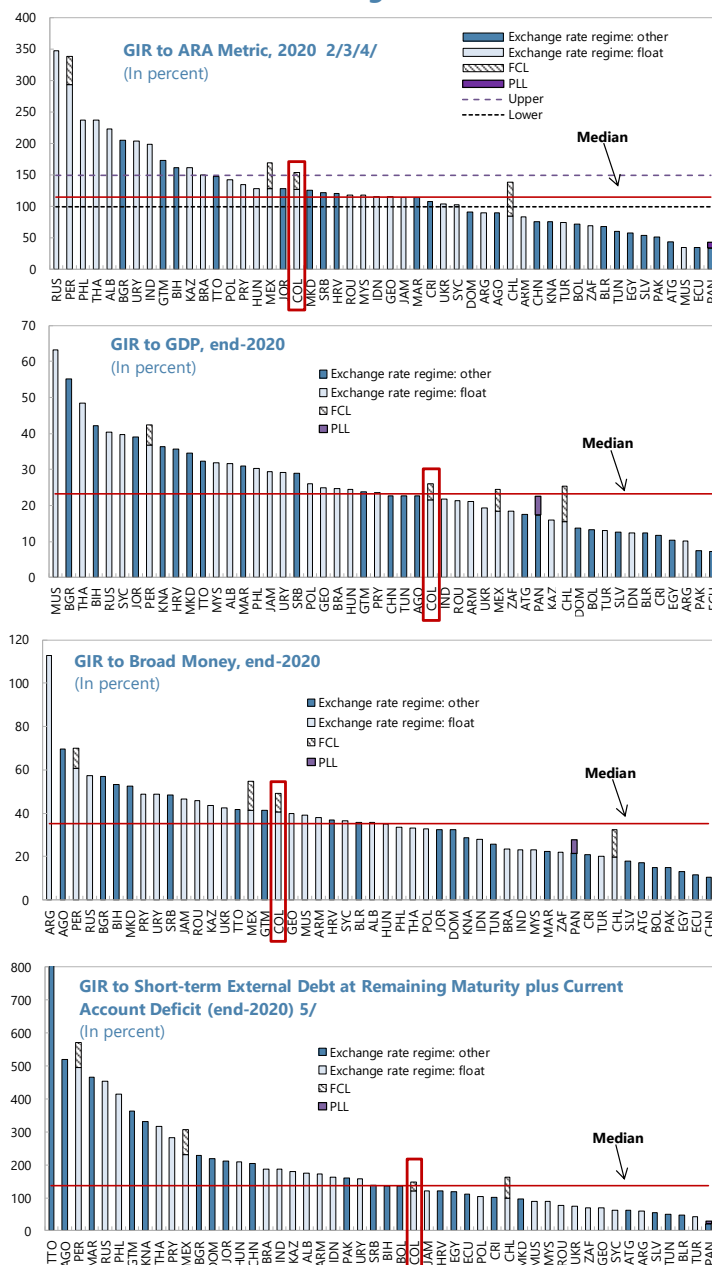 GIR to ARA Metric, 2020 2/3/4/
(In percent)
Exchange rate regime: other
Exchange rate regime: float
FCL
PLL
Upper
Lower
Median
400
350
300
250
200
150
100
50
0
RUS PER PHL THA ALB BGR URY IND GTM BIH KAZ BRA TTO POL PRY HUN MEX JOR COL MKD SRB HRV ROU MYS IDN GEO JAM MAR CRI UKR SYC DOM ARG AGO CHL ARM CHN KNA TUR BOL ZAF BLR TUN EGY SLV PAK ATG MUS ECU PAN
GIR to GDP, end-2020
(In percent)
Exchange rate regime: other
Exchange rate regime: float
FCL
PLL
Median
70
60
50
40
30
20
10
0
MUS BGR THA BIH RUS SYC JOR PER KNA HRV MKD TTO MYS ALB MAR PHL JAM URY SRB POL GEO BRA HUN GTM PRY CHN TUN AGO COL IND ROU ARM UKR MEX ZAF ATG PAN KAZ CHL DOM BOL TUR SLV IDN BLR CRI EGY ARG PAK
GIR to Broad Money, end-2020
(In percent)
Exchange rate regime: other
Exchange rate regime: float
FCL
PLL
Median
120
100
80
60
40
20
0
ARG AGO PER RUS BGR BIH MKD PRY URY SRB JAM ROU KAZ UKR TTO MEX GTM COL GEO MUS ARM HRV SYC BLR ALB HUN PHL THA POL JOR DOM KNA IDN TUN BRA IND MYS MAR ZAF PAN CRI TUR CHL SLV ATG BOL PAK EGY ECU CHN
GIR to Short-term External Debt at Remaining Maturity plus Current
Account Deficit (end-2020) 5/
(In percent)
Exchange rate regime: other
Exchange rate regime: float
FCL
PLL
Median
800
700
600
500
400
300
200
100
0
TTO AGO PER MAR RUS PHL GTM KNA THA PRY MEX BGR DOM JOR HUN CHN BRA IND KAZ ALB ARM IDN PAK URY SRB BIH BOL COL JAM HRV EGY ECU POL CRI CHL MKD MUS MYS ROU UKR ZAF GEO SYC ATG ARG SLV TUN BLR TUR PAN